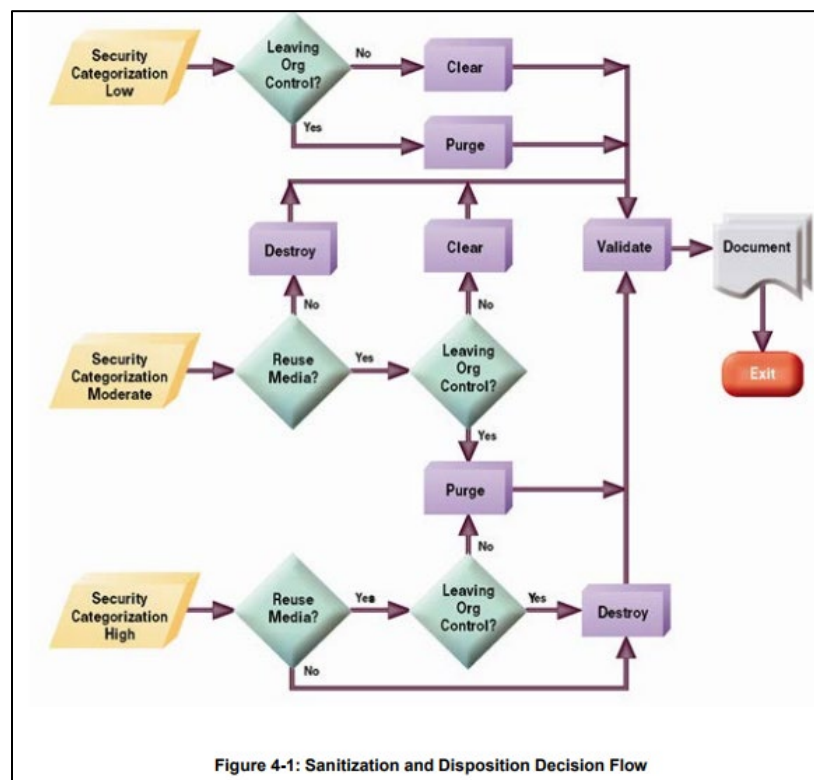 Security
Categorization
Low
Leaving
Org
Control?
No
Clear
Yes
Purge
Destroy
Clear
Validate
Document
No
No
Security
Categorization
Moderate
Reuse
Media?
Yes
Leaving
Org
Control?
Exit
Yes
Purge
No
Security
Categorization
High
Reuse
Media?
Yes
Leaving
Org
Control?
Yes
Destroy
No
Figure 4-1: Sanitization and Disposition Decision Flow